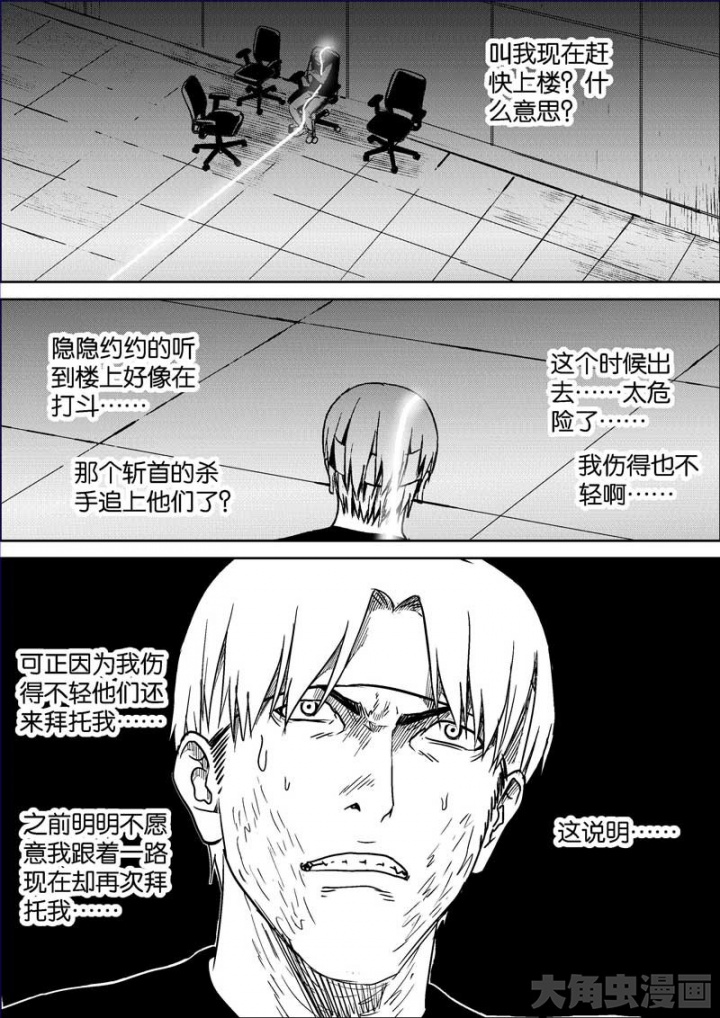 叫我现在赶
快上楼？什
么意思？
隐隐约约的听
到楼上好像在
打斗……
那个斩首的杀
手追上他们了？
这个时候出
去……太危
险了……
我伤得也不
轻啊……
可正因为我伤
得不轻他们还
来拜托我……
之前明明不愿
意我跟着一路
现在却再次拜
托我……
这说明……
大角虫漫画